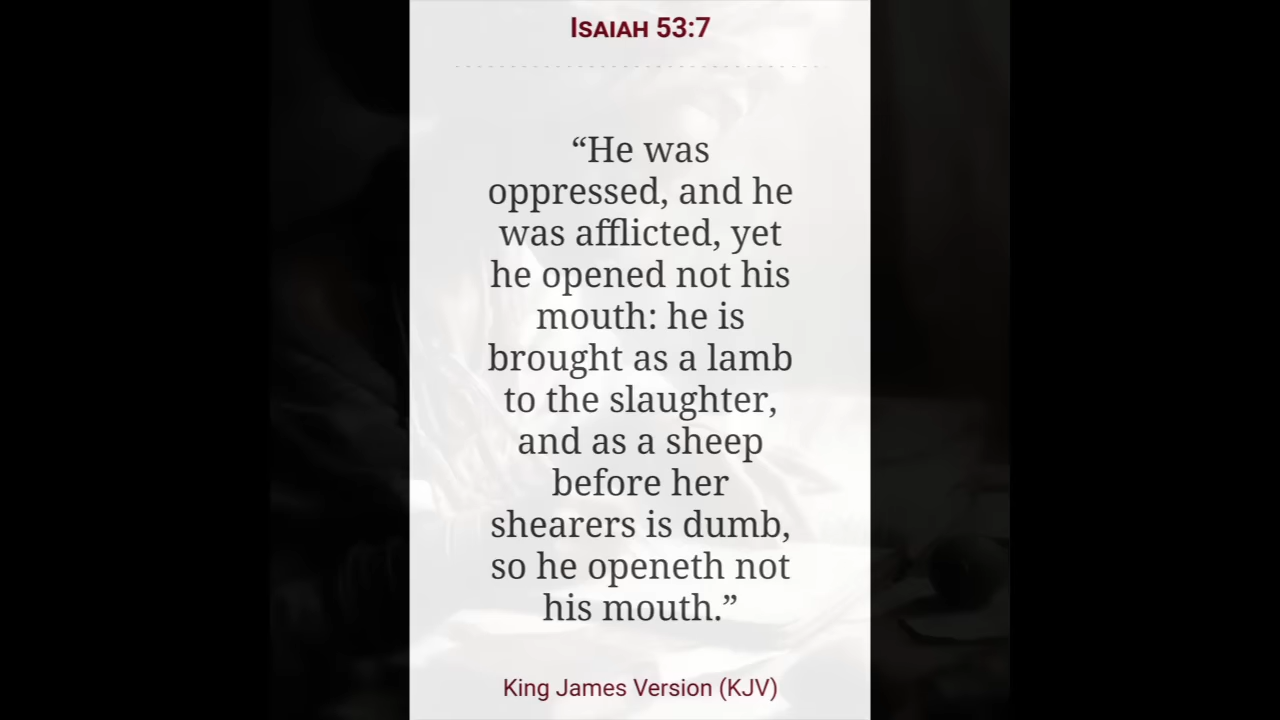 Isaiah 53:7
“He was
oppressed, and he
was afflicted, yet
he opened not his
mouth: he is
brought as a lamb
to the slaughter,
and as a sheep
before her
shearers is dumb,
so he openeth not
his mouth.”
King James Version (KJV)